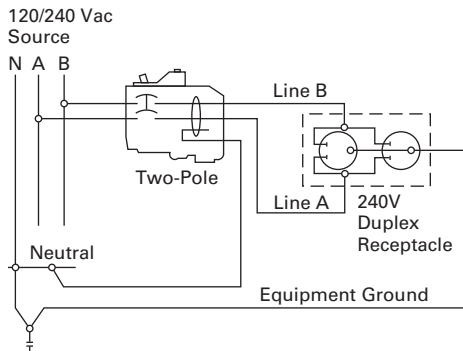 120/240 Vac
Source
N A B
Line B
Two-Pole
Line A
240V
Duplex
Receptacle
Neutral
Equipment Ground